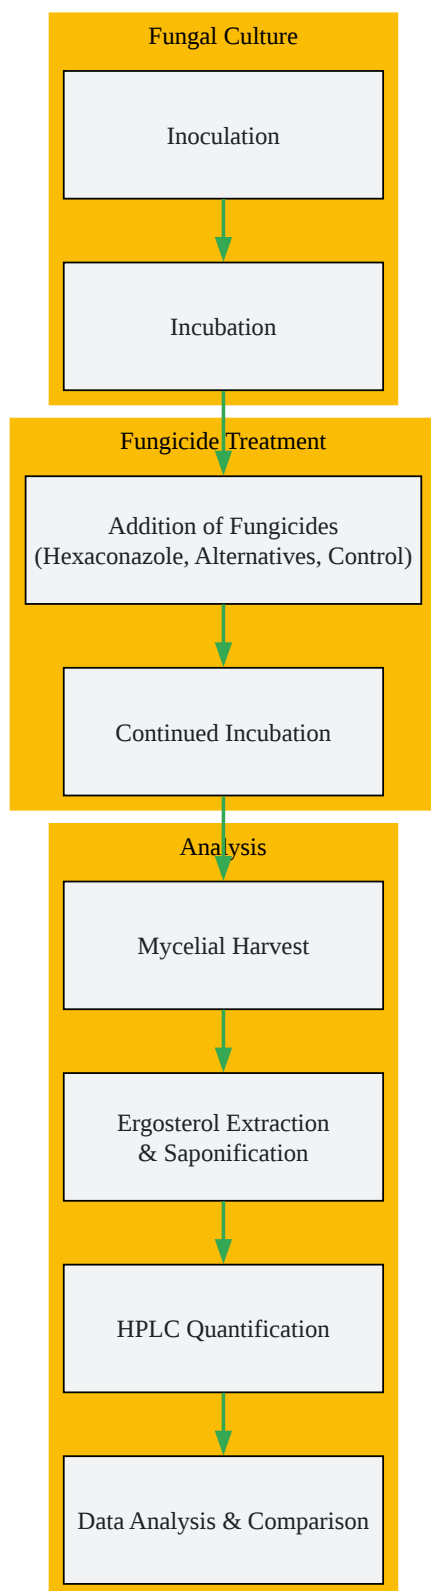 Fungal Culture
Inoculation
Incubation
Fungicide Treatment
Addition of Fungicides
(Hexaconazole, Alternatives, Control)
Continued Incubation
Analysis
Mycelial Harvest
Ergosterol Extraction
& Saponification
HPLC Quantification
Data Analysis & Comparison